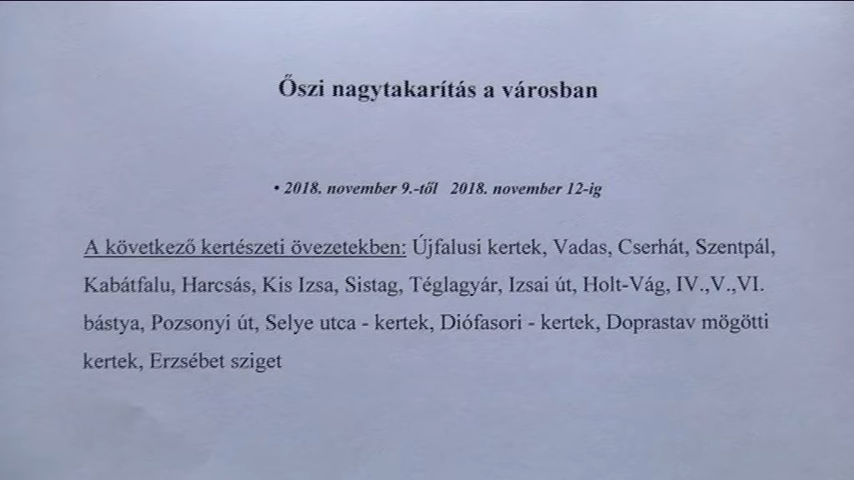 Őszi nagytakarítás a városban
• 2018. november 9.-től 2018. november 12-ig
A következő kertészeti övezetekben: Újfalusi kertek, Vadas, Cserhát, Szentpál,
Kabátfalu, Harcsás, Kis Izsa, Sistag, Téglagyár, Izsai út, Holt-Vág, IV.,V.,VI.
bástya, Pozsonyi út, Selye utca - kertek, Diófasori - kertek, Doprastav mögötti
kertek, Erzsébet sziget